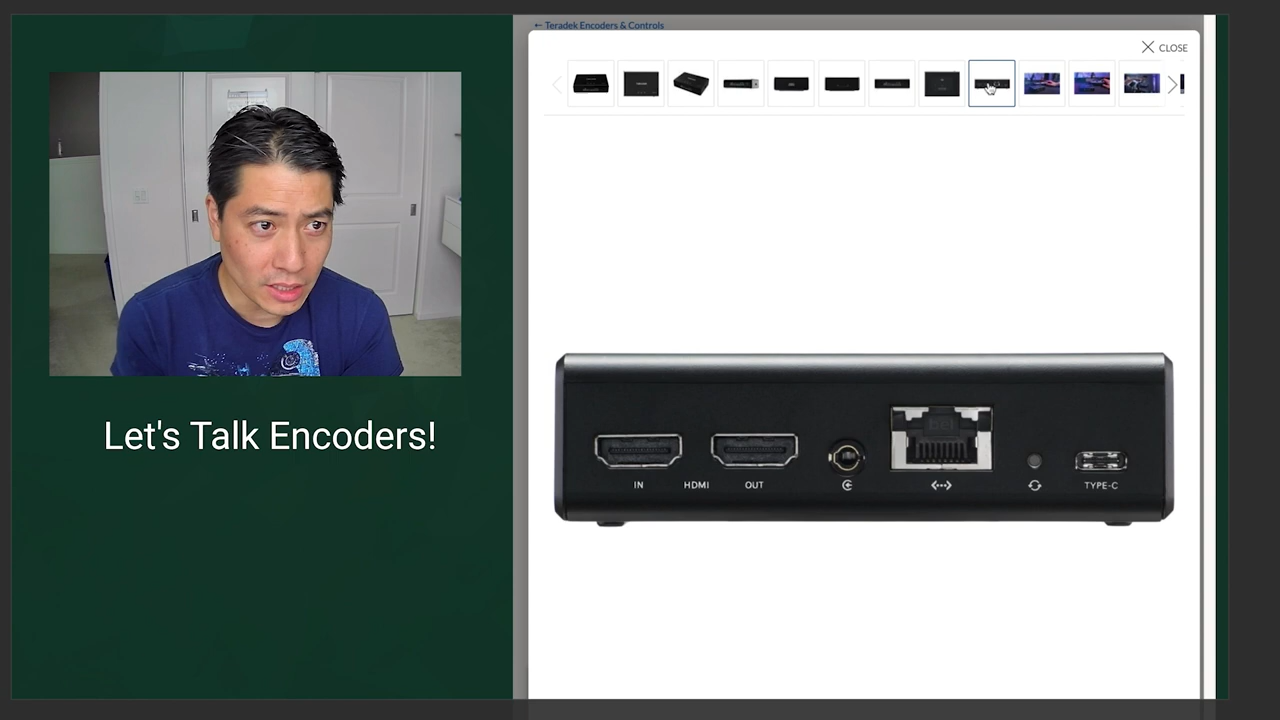 ← Teradek Encoders & Controls
CLOSE
Let's Talk Encoders!
IN HDMI OUT TYPE-C